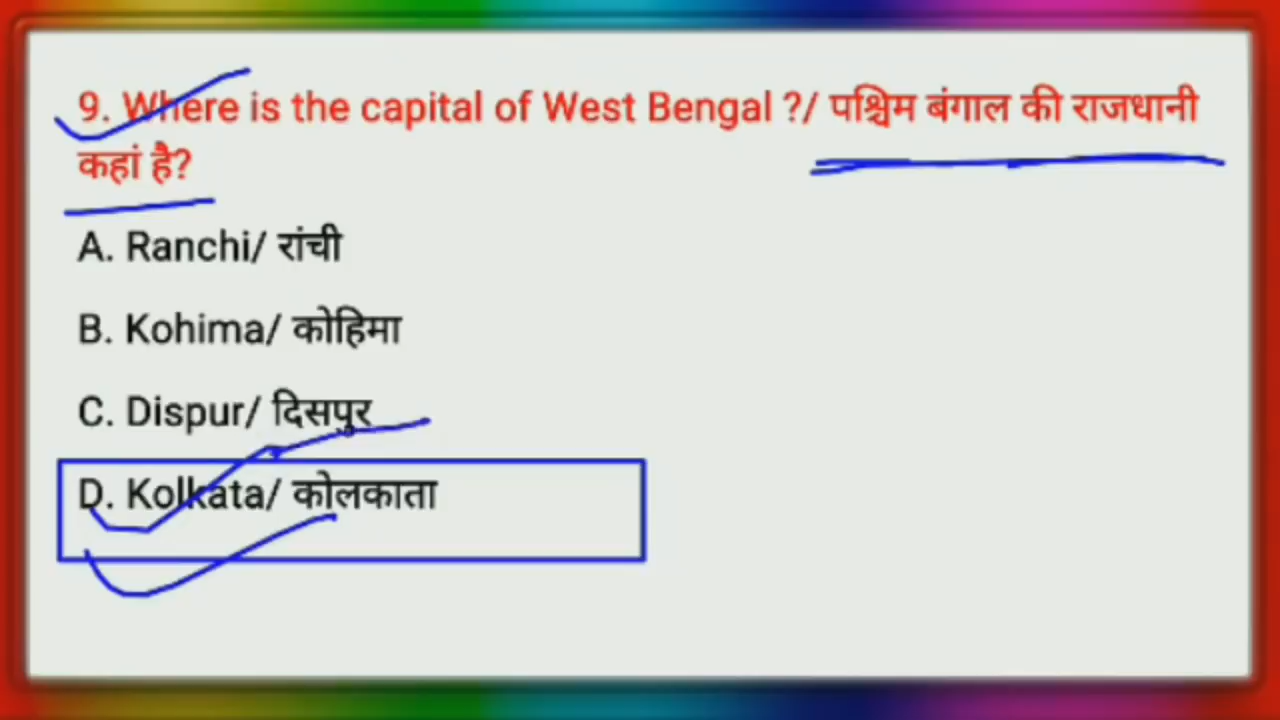 9. Where is the capital of West Bengal ?/ पश्चिम बंगाल की राजधानी
कहां है?
A. Ranchi/ रांची
B. Kohima/ कोहिमा
C. Dispur/ दिसपुर
D. Kolkata/ कोलकाता